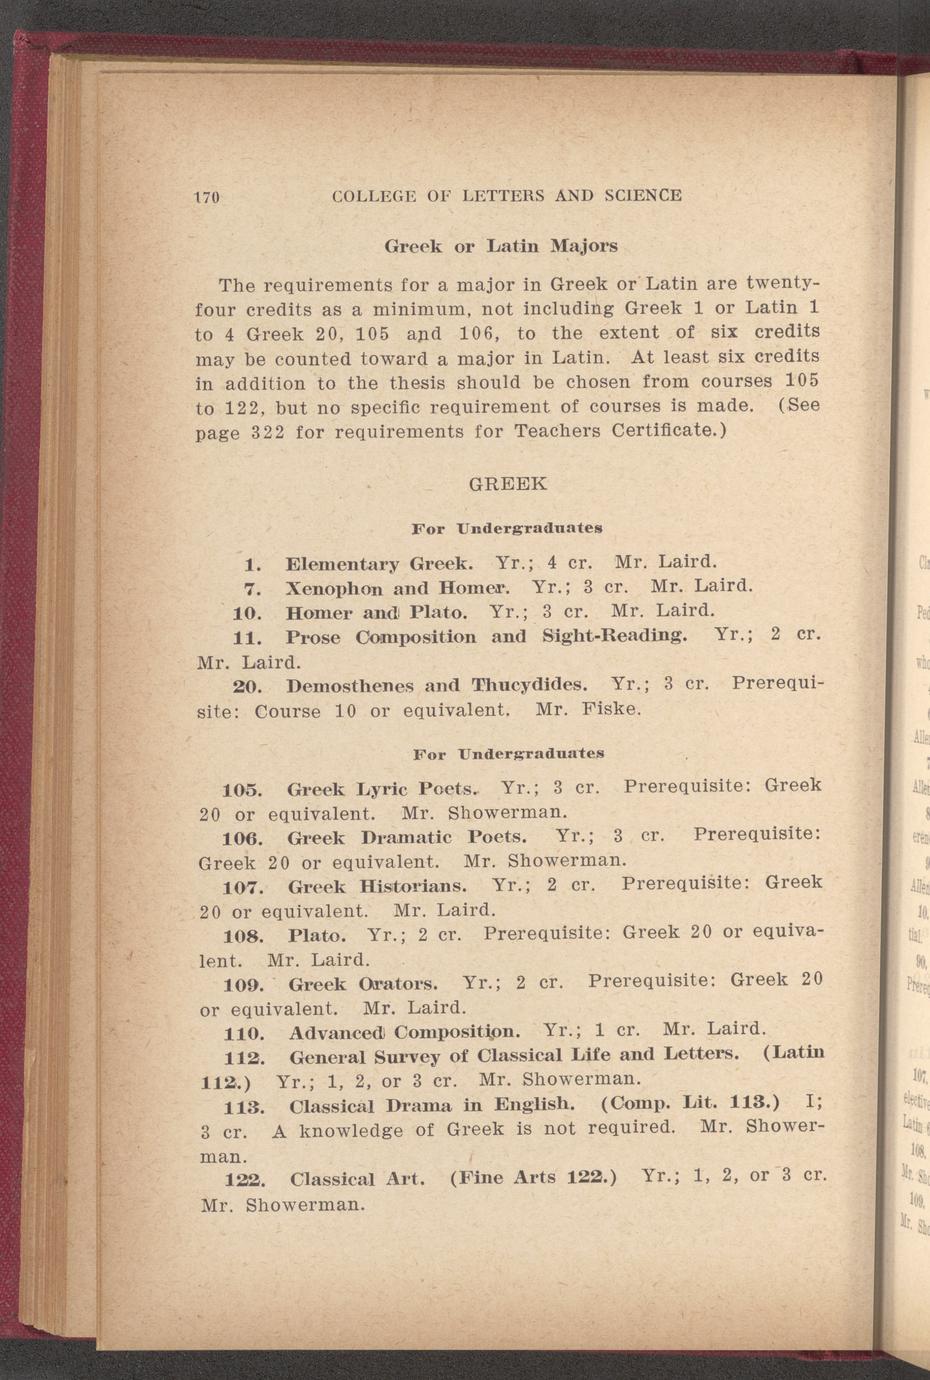 170 COLLEGE OF LETTERS AND SCIENCE
Greek or Latin Majors
The requirements for a major in Greek or Latin are twenty-
four credits as a minimum, not including Greek 1 or Latin 1
to 4 Greek 20, 105 and 106, to the extent of six credits
may be counted toward a major in Latin. At least six credits
in addition to the thesis should be chosen from courses 105
to 122, but no specific requirement of courses is made. (See
page 322 for requirements for Teachers Certificate.)
GREEK
For Undergraduates
1. Elementary Greek. Yr.; 4 cr. Mr. Laird.
7. Xenophon and Homer. Yr.; 3 cr. Mr. Laird.
10. Homer and Plato. Yr.; 3 cr. Mr. Laird.
11. Prose Composition and Sight-Reading. Yr.; 2 cr.
Mr. Laird.
20. Demosthenes and Thucydides. Yr.; 3 cr. Prerequi-
site: Course 10 or equivalent. Mr. Fiske.
For Undergraduates
105. Greek Lyric Poets. Yr.; 3 cr. Prerequisite: Greek
20 or equivalent. Mr. Showerman.
106. Greek Dramatic Poets. Yr.; 3 cr. Prerequisite:
Greek 20 or equivalent. Mr. Showerman.
107. Greek Historians. Yr.; 2 cr. Prerequisite: Greek
20 or equivalent. Mr. Laird.
108. Plato. Yr.; 2 cr. Prerequisite: Greek 20 or equiva-
lent. Mr. Laird.
109. Greek Orators. Yr.; 2 cr. Prerequisite: Greek 20
or equivalent. Mr. Laird.
110. Advanced Composition. Yr.; 1 cr. Mr. Laird.
112. General Survey of Classical Life and Letters. (Latin
112.) Yr.; 1, 2, or 3 cr. Mr. Showerman.
113. Classical Drama in English. (Comp. Lit. 113.) I;
3 cr. A knowledge of Greek is not required. Mr. Shower-
man.
122. Classical Art. (Fine Arts 122.) Yr.; 1, 2, or 3 cr.
Mr. Showerman.